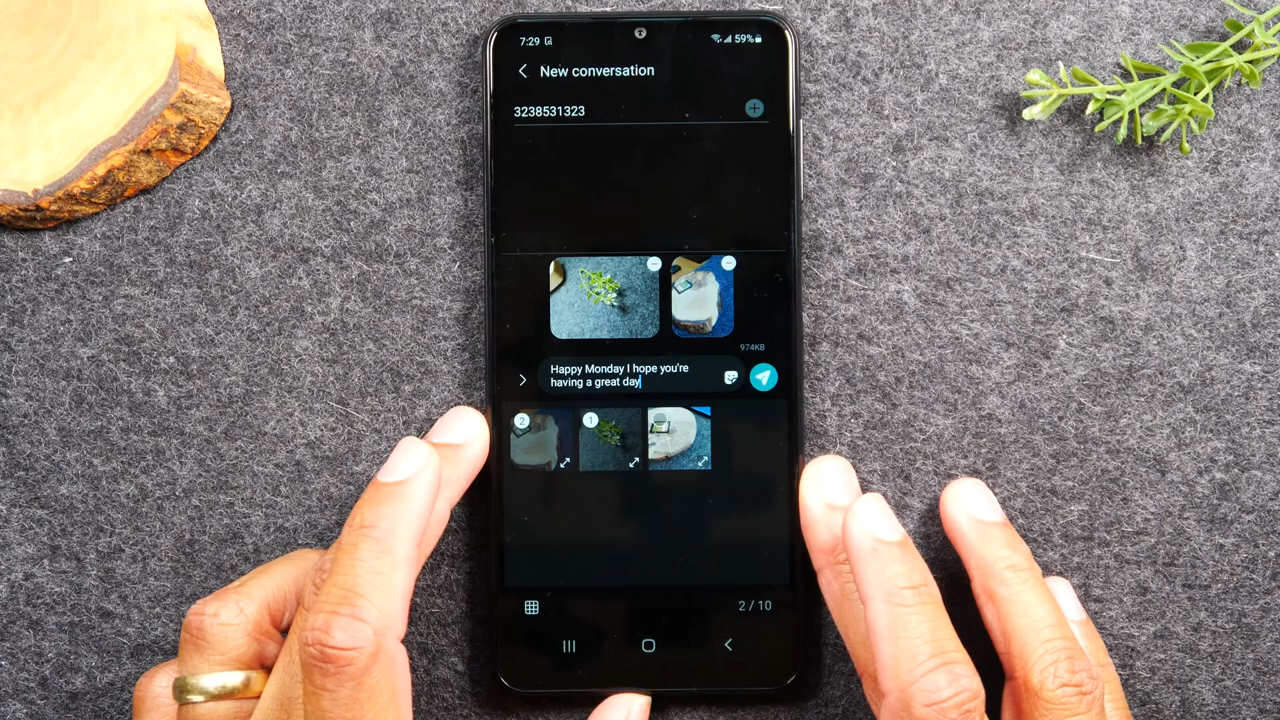 7:29
59%
New conversation
3238531323
974KB
Happy Monday I hope you're
having a great day
2
1
2 / 10